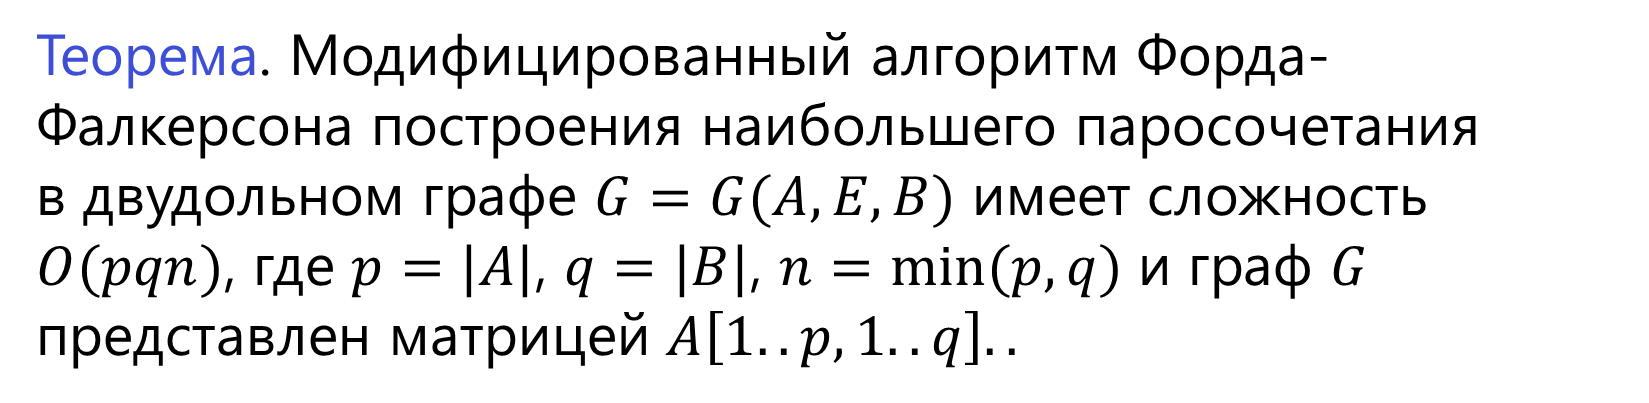 Теорема. Модифицированный алгоритм Форда-
Фалкерсона построения наибольшего паросочетания
в двудольном графе G = G(A, E, B) имеет сложность
O(pqn), где p = |A|, q = |B|, n = min(p, q) и граф G
представлен матрицей A[1..p, 1..q]..